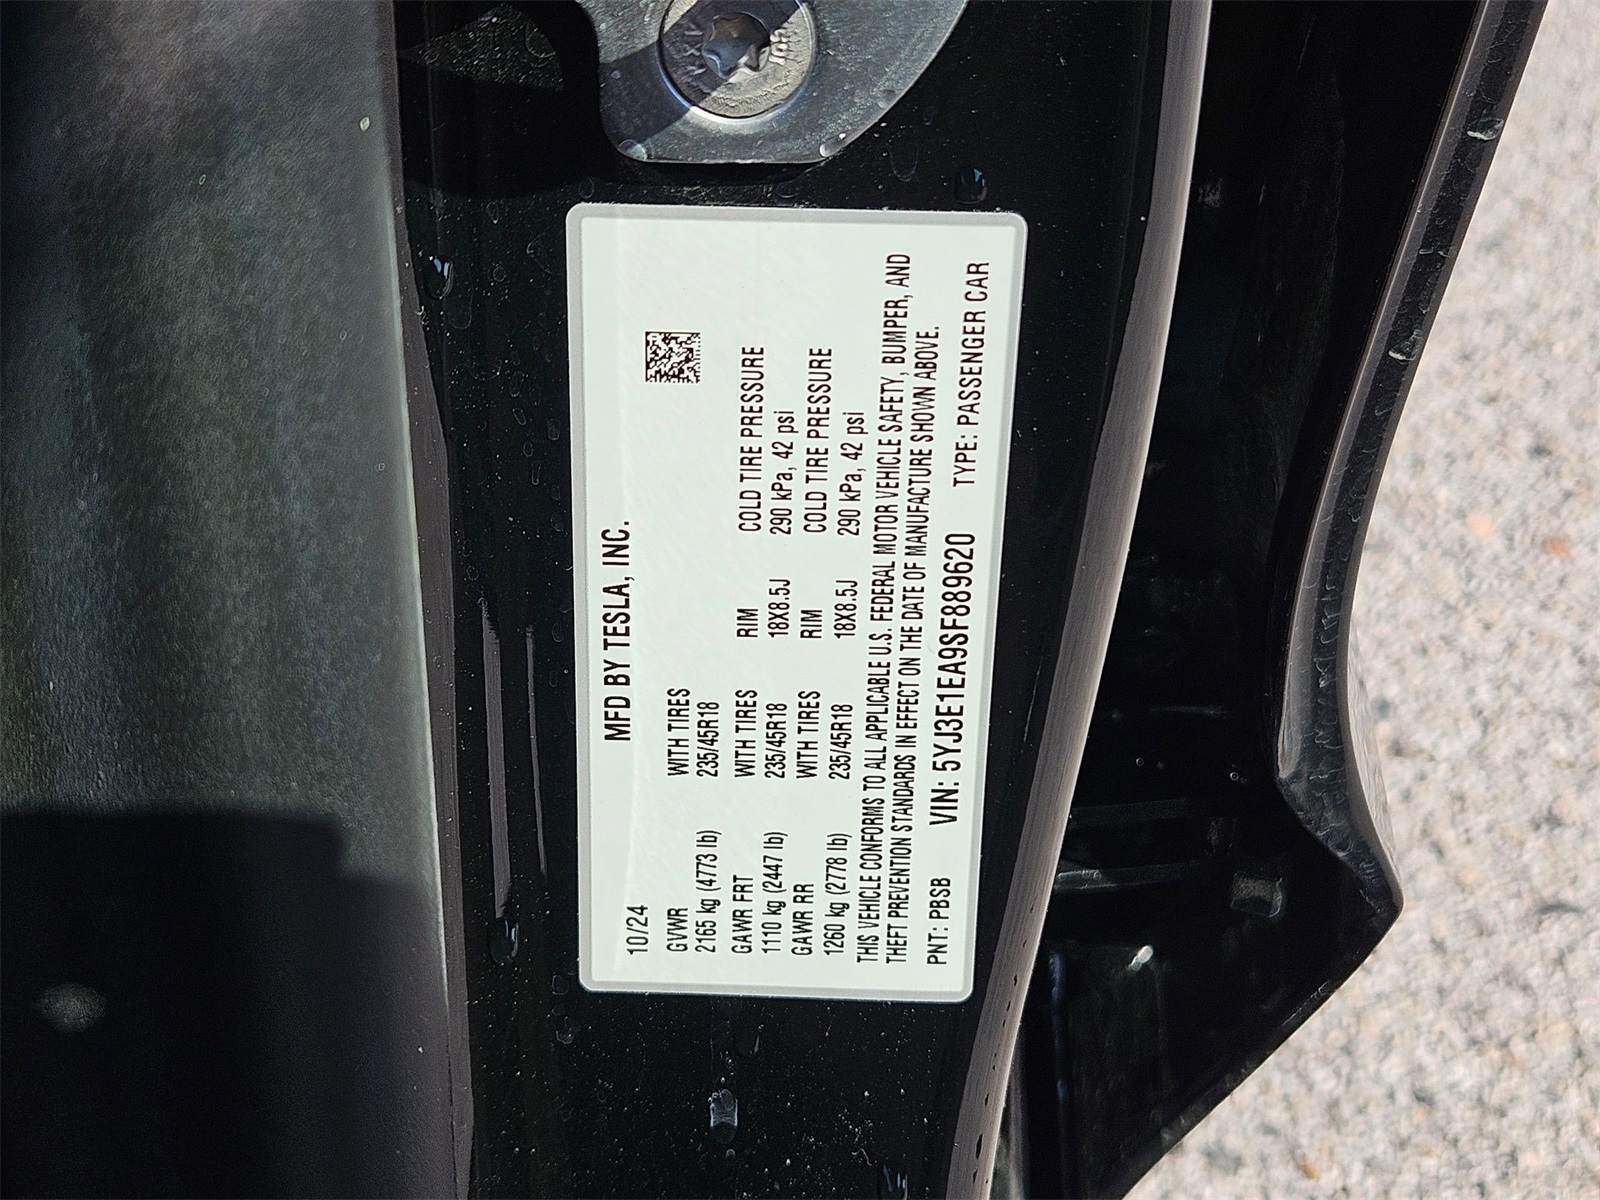 MFD BY TESLA, INC.
10/24
GVWR WITH TIRES
2165 kg (4773 lb) 235/45R18
GAWR FRT WITH TIRES RIM COLD TIRE PRESSURE
1110 kg (2447 lb) 235/45R18 18X8.5J 290 kPa, 42 psi
GAWR RR WITH TIRES RIM COLD TIRE PRESSURE
1260 kg (2778 lb) 235/45R18 18X8.5J 290 kPa, 42 psi
THIS VEHICLE CONFORMS TO ALL APPLICABLE U.S. FEDERAL MOTOR VEHICLE SAFETY, BUMPER, AND
THEFT PREVENTION STANDARDS IN EFFECT ON THE DATE OF MANUFACTURE SHOWN ABOVE.
PNT: PBSB VIN: 5YJ3E1EA9SF889620 TYPE: PASSENGER CAR